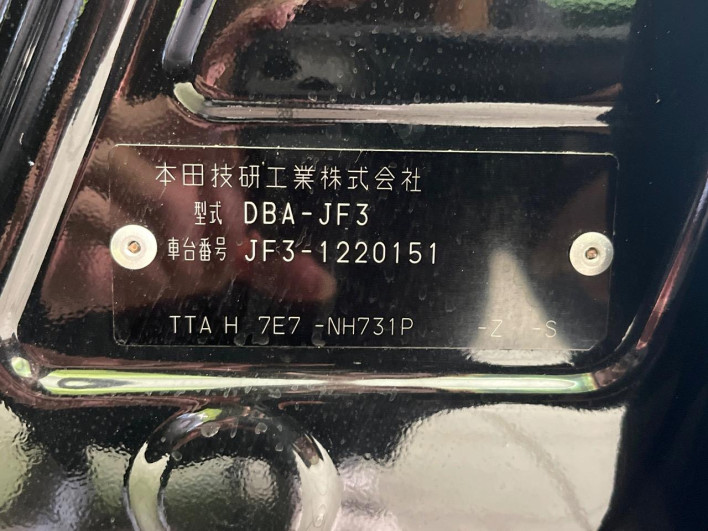 本田技研工業株式会社
型式 DBA-JF3
車台番号 JF3-1220151
TTA H 7E7 -NH731P -Z -S